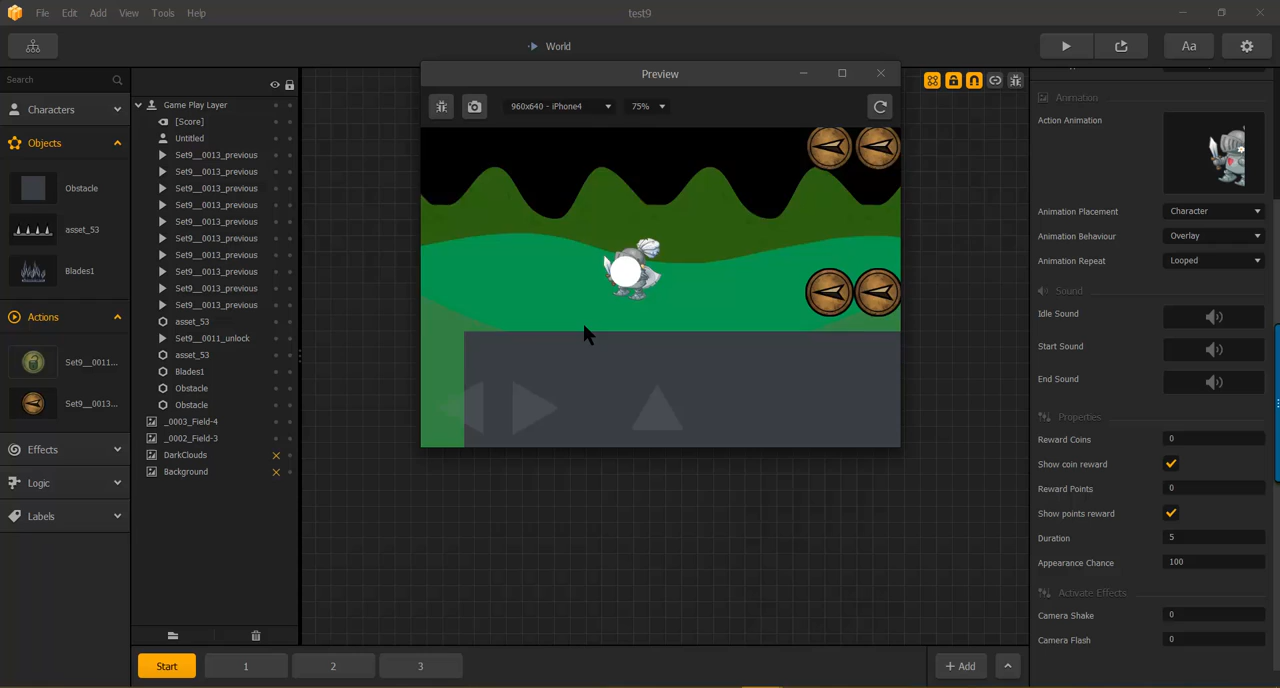 File Edit Add View Tools Help
test9
World
Aa
Search
Characters
Objects
Obstacle
asset_53
Blades1
Actions
Set9__0011...
Set9__0013...
Effects
Logic
Labels
Game Play Layer
[Score]
Untitled
Set9__0013_previous
Set9__0013_previous
Set9__0013_previous
Set9__0013_previous
Set9__0013_previous
Set9__0013_previous
Set9__0013_previous
Set9__0013_previous
Set9__0013_previous
Set9__0013_previous
asset_53
Set9__0011_unlock
asset_53
Blades1
Obstacle
Obstacle
_0003_Field-4
_0002_Field-3
DarkClouds
Background
Preview
960x640 - iPhone4
75%
Start
1
2
3
Add
Animation
Action Animation
Animation Placement Character
Animation Behaviour Overlay
Animation Repeat Looped
Sound
Idle Sound
Start Sound
End Sound
Properties
Reward Coins 0
Show coin reward
Reward Points 0
Show points reward
Duration 5
Appearance Chance 100
Activate Effects
Camera Shake 0
Camera Flash 0